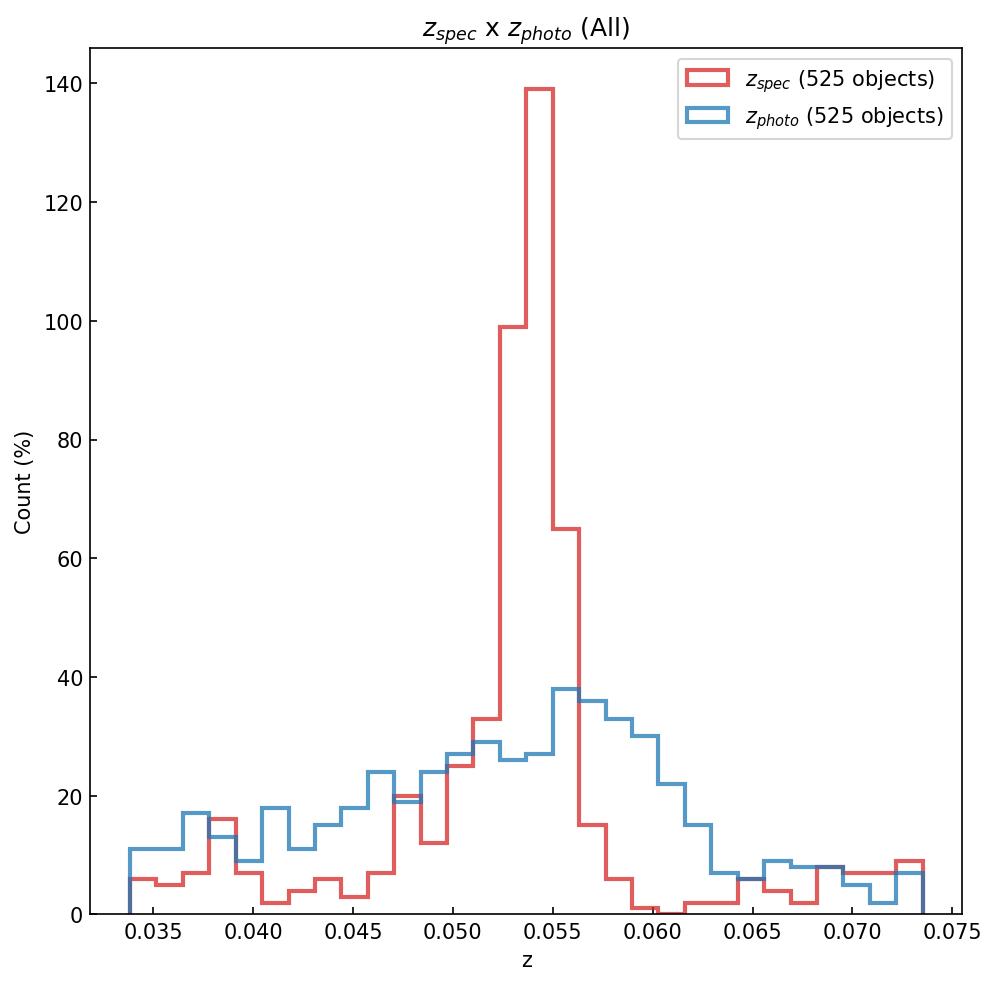 z_spec x z_photo (All)
z_spec (525 objects)
z_photo (525 objects)
140
120
100
80
60
40
20
0
Count (%)
0.035 0.040 0.045 0.050 0.055 0.060 0.065 0.070 0.075
z